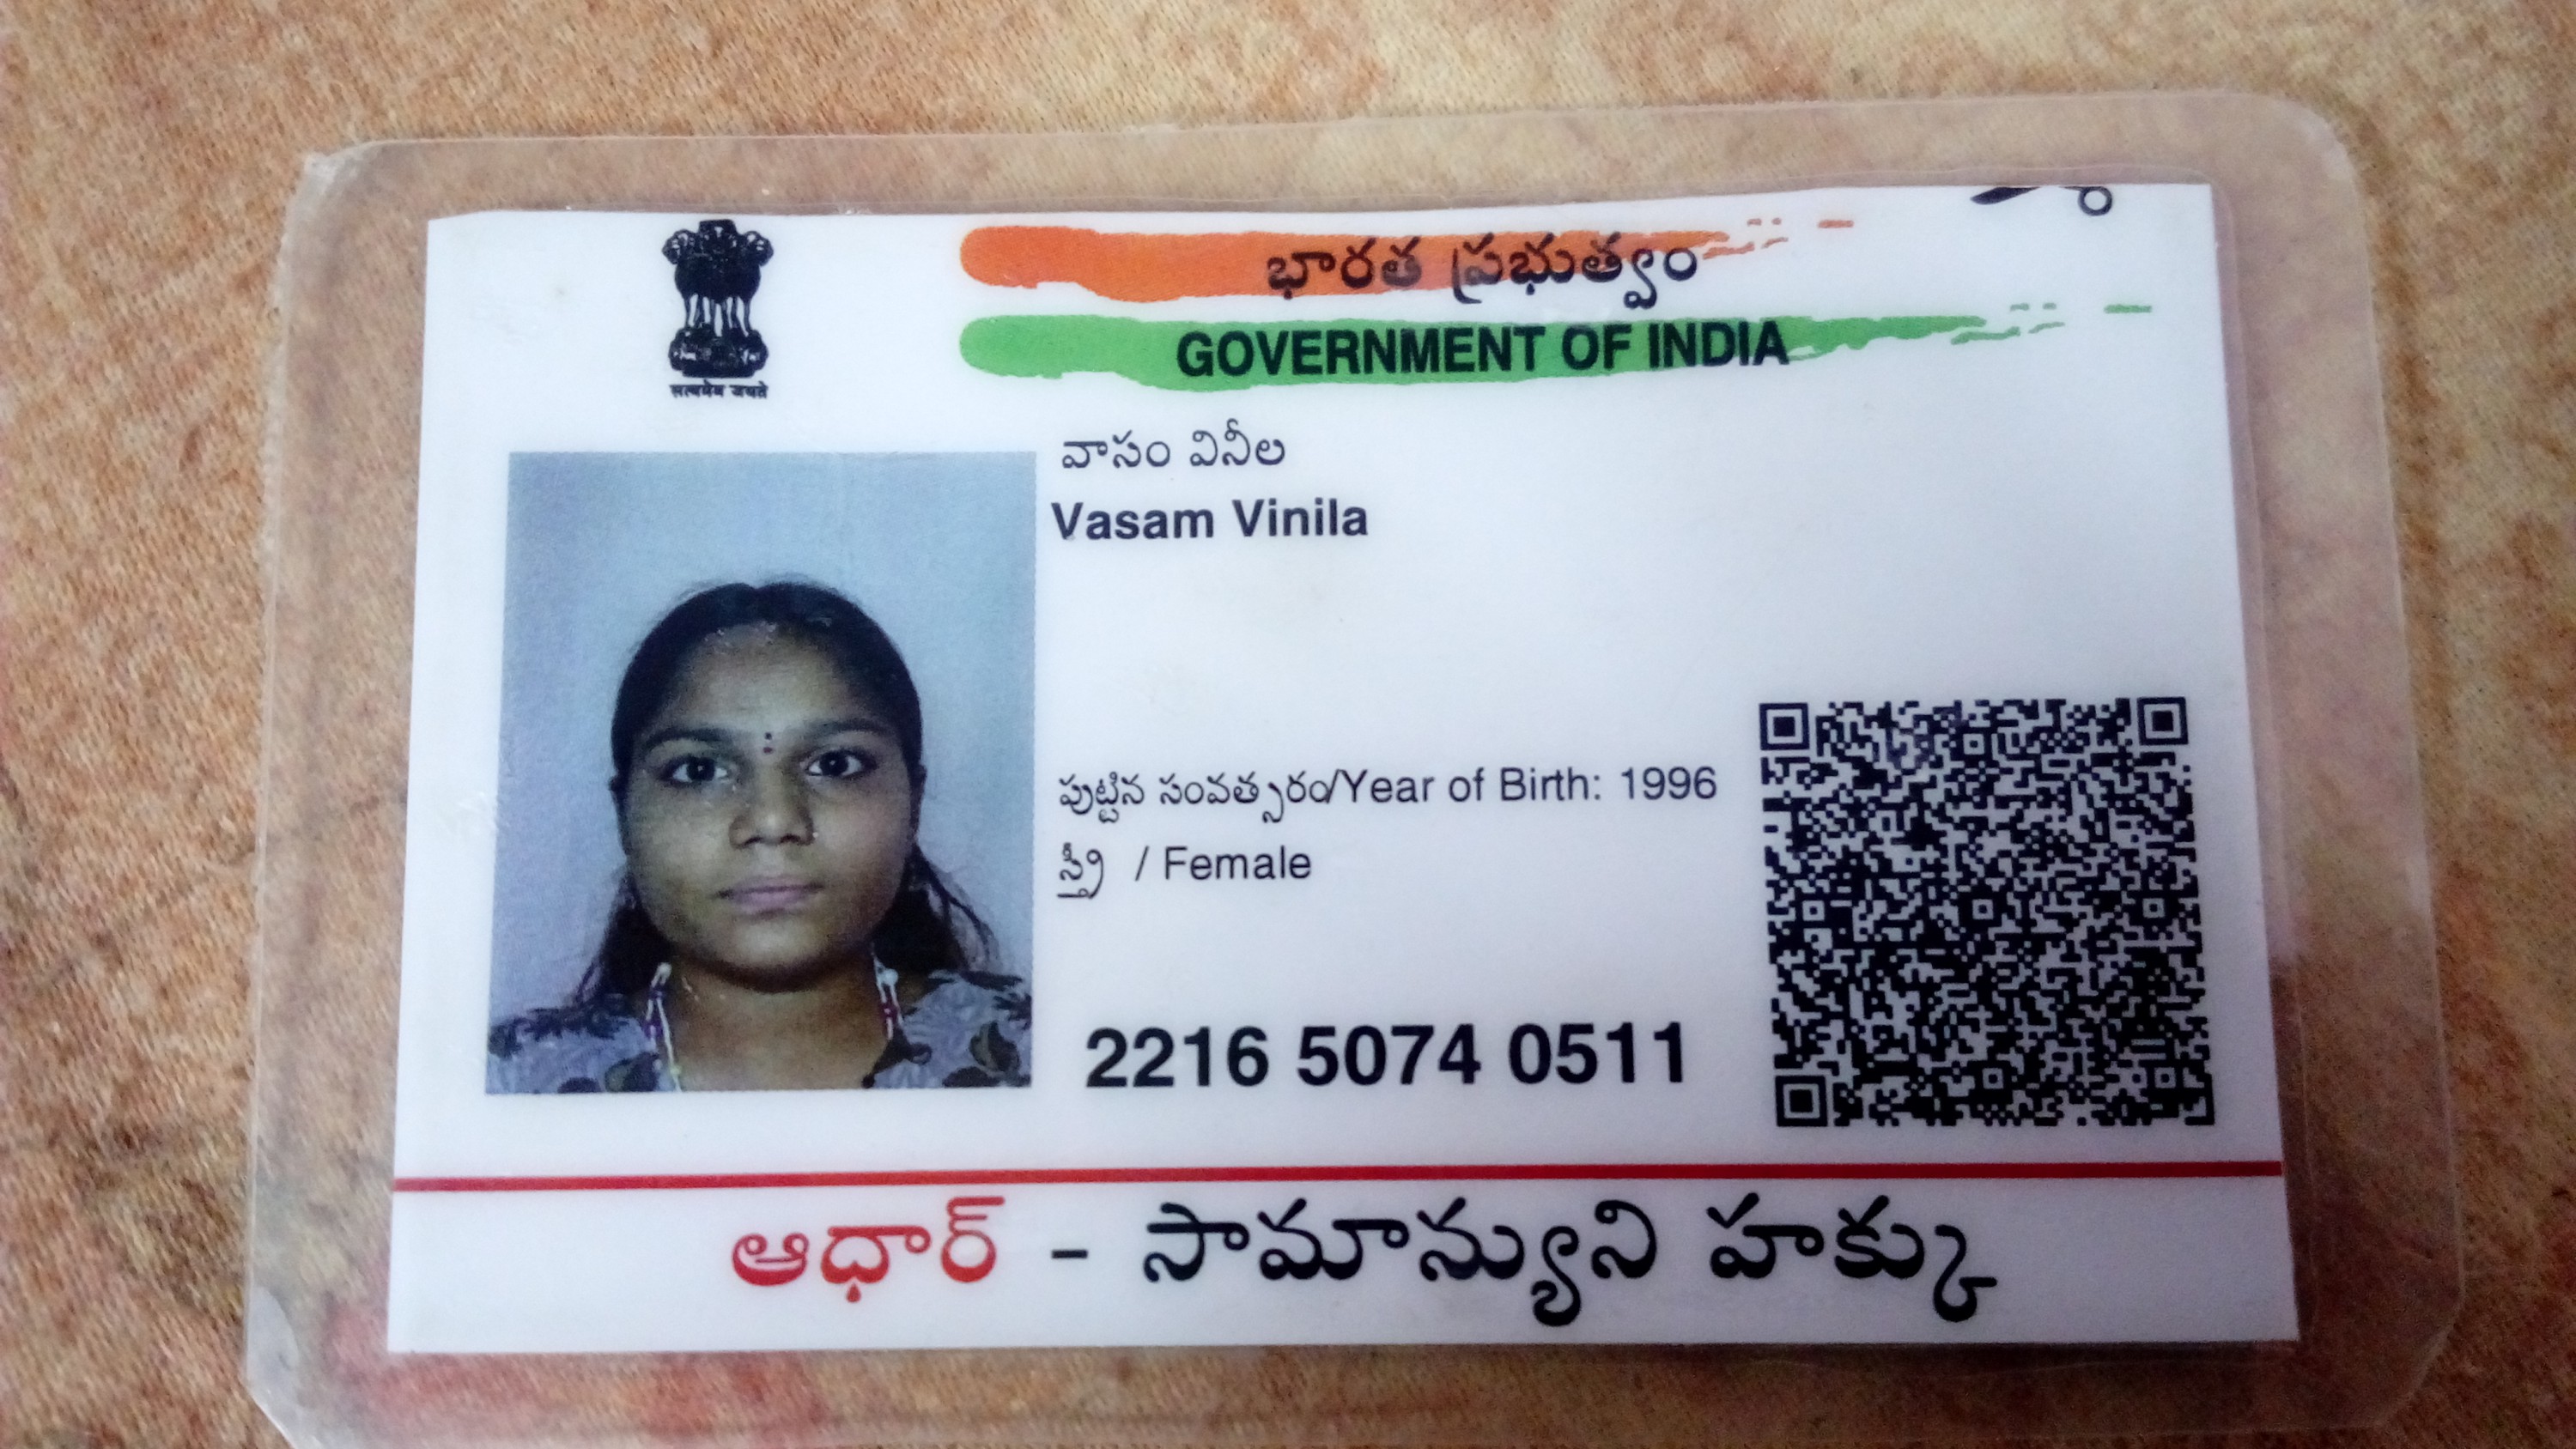 భారత ప్రభుత్వం
GOVERNMENT OF INDIA
सत्यमेव जयते
వాసం వినీల
Vasam Vinila
పుట్టిన సంవత్సరం/Year of Birth: 1996
స్త్రీ / Female
2216 5074 0511
ఆధార్ - సామాన్యుని హక్కు